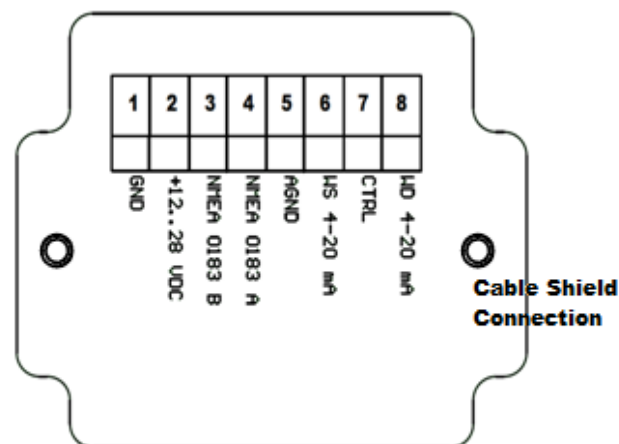 1 2 3 4 5 6 7 8
GND
+12..28 VDC
NMEA 0183 B
NMEA 0183 A
AGND
WS 4-20 mA
CTRL
WD 4-20 mA
Cable Shield
Connection